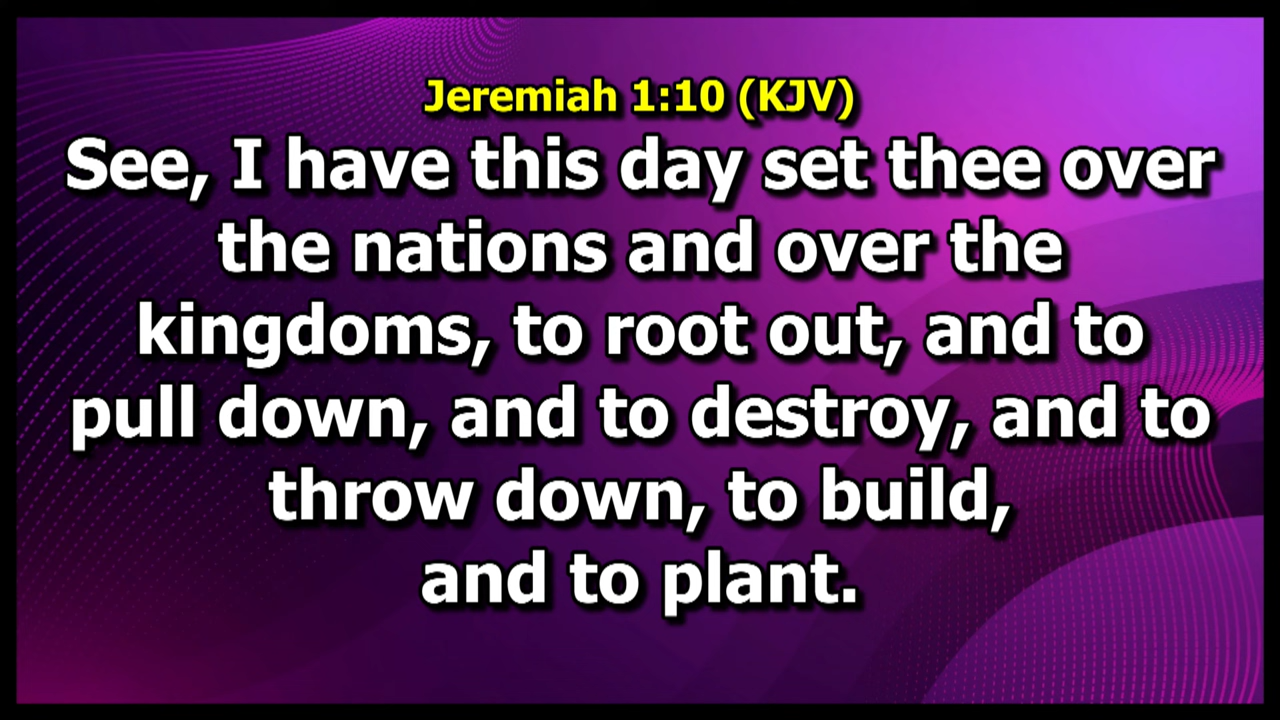 Jeremiah 1:10 (KJV)
See, I have this day set thee over
the nations and over the
kingdoms, to root out, and to
pull down, and to destroy, and to
throw down, to build,
and to plant.